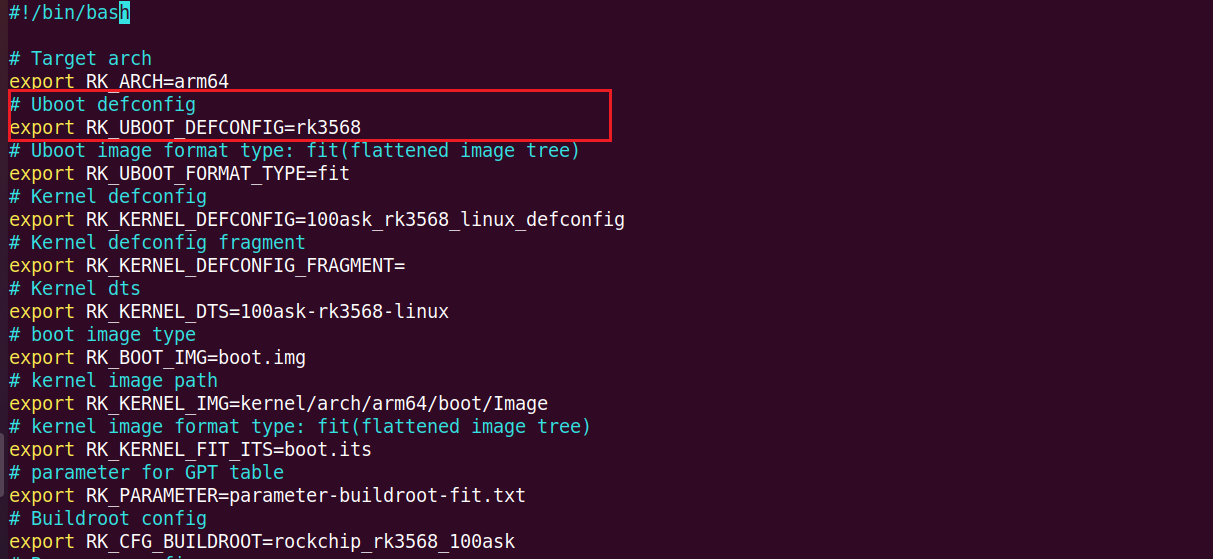 #!/bin/bash
# Target arch
export RK_ARCH=arm64
# Uboot defconfig
export RK_UBOOT_DEFCONFIG=rk3568
# Uboot image format type: fit(flattened image tree)
export RK_UBOOT_FORMAT_TYPE=fit
# Kernel defconfig
export RK_KERNEL_DEFCONFIG=100ask_rk3568_linux_defconfig
# Kernel defconfig fragment
export RK_KERNEL_DEFCONFIG_FRAGMENT=
# Kernel dts
export RK_KERNEL_DTS=100ask-rk3568-linux
# boot image type
export RK_BOOT_IMG=boot.img
# kernel image path
export RK_KERNEL_IMG=kernel/arch/arm64/boot/Image
# kernel image format type: fit(flattened image tree)
export RK_KERNEL_FIT_ITS=boot.its
# parameter for GPT table
export RK_PARAMETER=parameter-buildroot-fit.txt
# Buildroot config
export RK_CFG_BUILDROOT=rockchip_rk3568_100ask